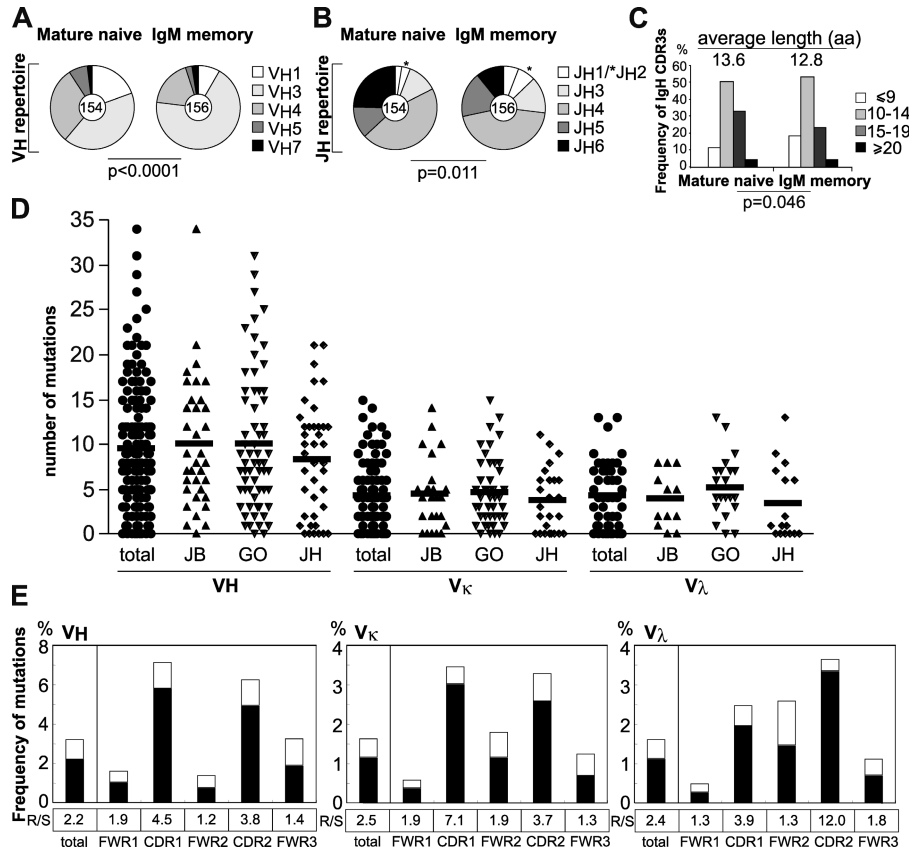 A
Mature naive IgM memory
VH repertoire
154
156
VH1
VH3
VH4
VH5
VH7
p<0.0001
B
Mature naive IgM memory
JH repertoire
*
154
*
156
JH1/*JH2
JH3
JH4
JH5
JH6
p=0.011
C
average length (aa)
13.6 12.8
Frequency of IgH CDR3s
%
60
50
40
30
20
10
0
Mature naive IgM memory
p=0.046
⩽9
10-14
15-19
⩾20
D
number of mutations
35
30
25
20
15
10
5
0
total JB GO JH total JB GO JH total JB GO JH
VH Vκ Vλ
E
Frequency of mutations
% VH
8
6
4
2
0
R/S 2.2 1.9 4.5 1.2 3.8 1.4
total FWR1 CDR1 FWR2 CDR2 FWR3
% Vκ
4
3
2
1
0
R/S 2.5 1.9 7.1 1.9 3.7 1.3
total FWR1 CDR1 FWR2 CDR2 FWR3
% Vλ
4
3
2
1
0
R/S 2.4 1.3 3.9 1.3 12.0 1.8
total FWR1 CDR1 FWR2 CDR2 FWR3